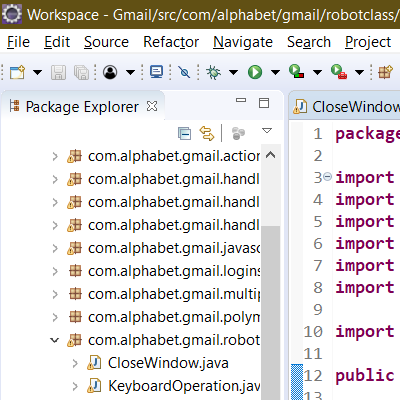 Workspace - Gmail/src/com/alphabet/gmail/robotclass/
File Edit Source Refactor Navigate Search Project
Package Explorer
CloseWindow
com.alphabet.gmail.action
com.alphabet.gmail.handl
com.alphabet.gmail.handl
com.alphabet.gmail.handl
com.alphabet.gmail.javasc
com.alphabet.gmail.logins
com.alphabet.gmail.multip
com.alphabet.gmail.polym
com.alphabet.gmail.robot
CloseWindow.java
KeyboardOperation.jav
1 package
2
3 import
4 import
5 import
6 import
7 import
8 import
9
10 import
11
12 public
13